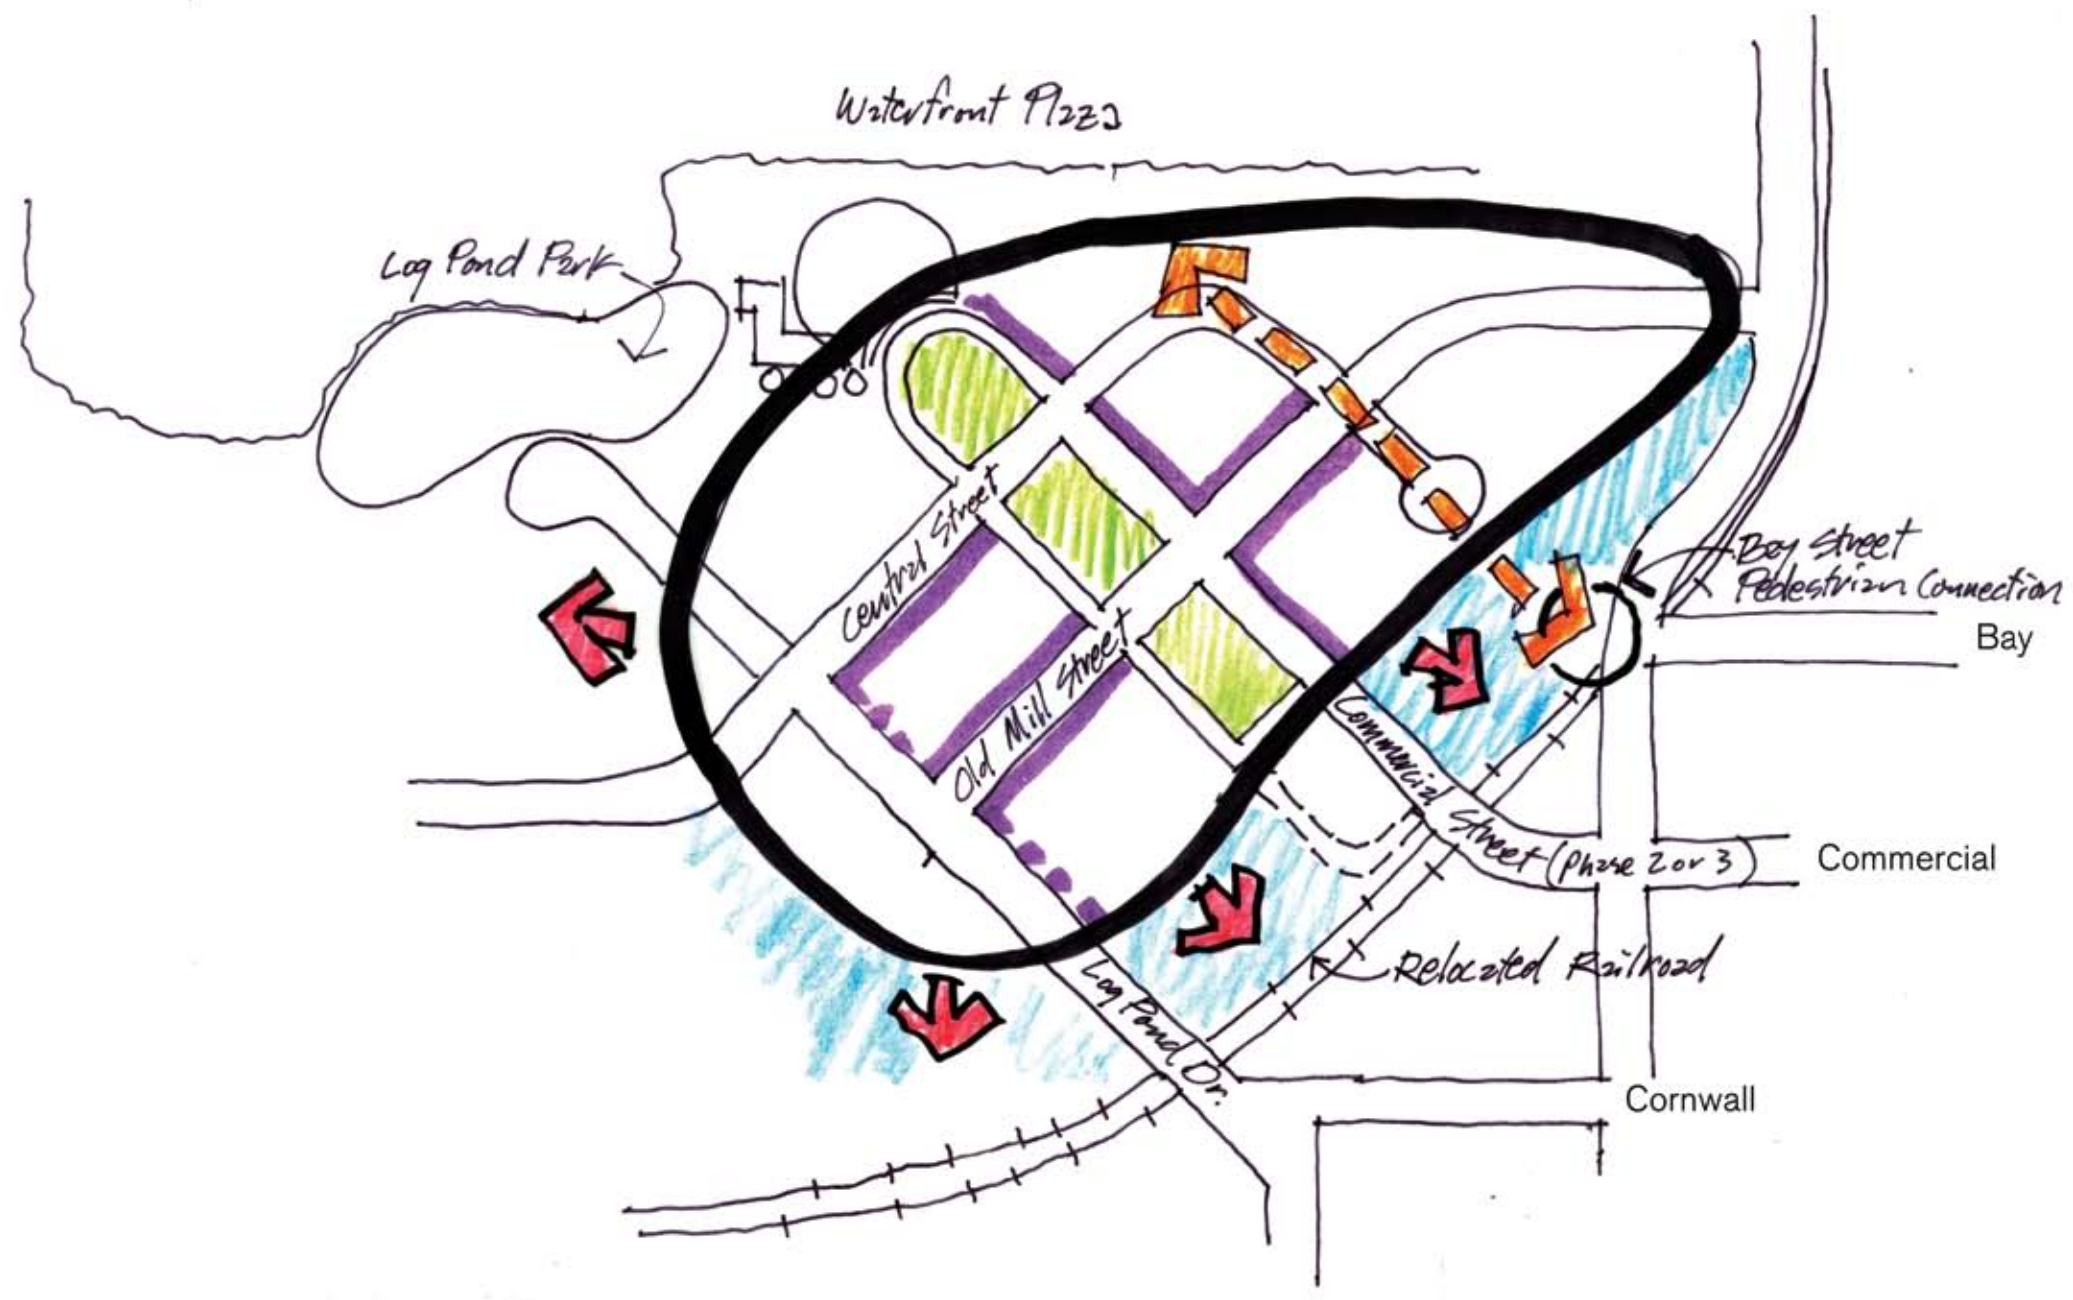 Waterfront Plaza
Log Pond Park
Central Street
Old Mill Street
Bay Street
Pedestrian Connection
Bay
Commercial Street (Phase 2 or 3)
Commercial
Relocated Railroad
Log Pond Dr.
Cornwall